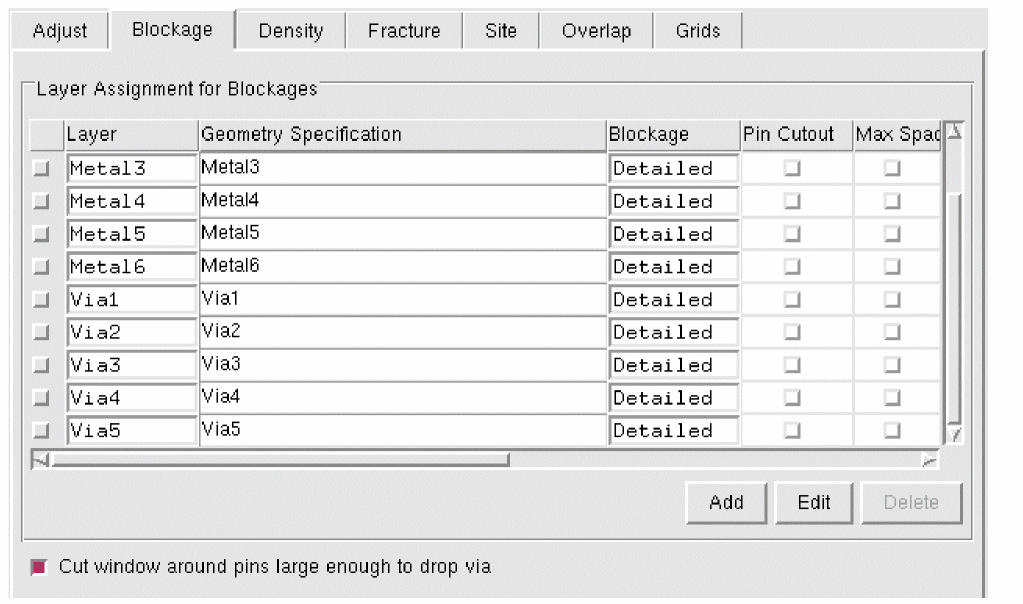 Adjust Blockage Density Fracture Site Overlap Grids
Layer Assignment for Blockages
Layer Geometry Specification Blockage Pin Cutout Max Spac
Metal3 Metal3 Detailed
Metal4 Metal4 Detailed
Metal5 Metal5 Detailed
Metal6 Metal6 Detailed
Via1 Via1 Detailed
Via2 Via2 Detailed
Via3 Via3 Detailed
Via4 Via4 Detailed
Via5 Via5 Detailed
Add Edit Delete
Cut window around pins large enough to drop via